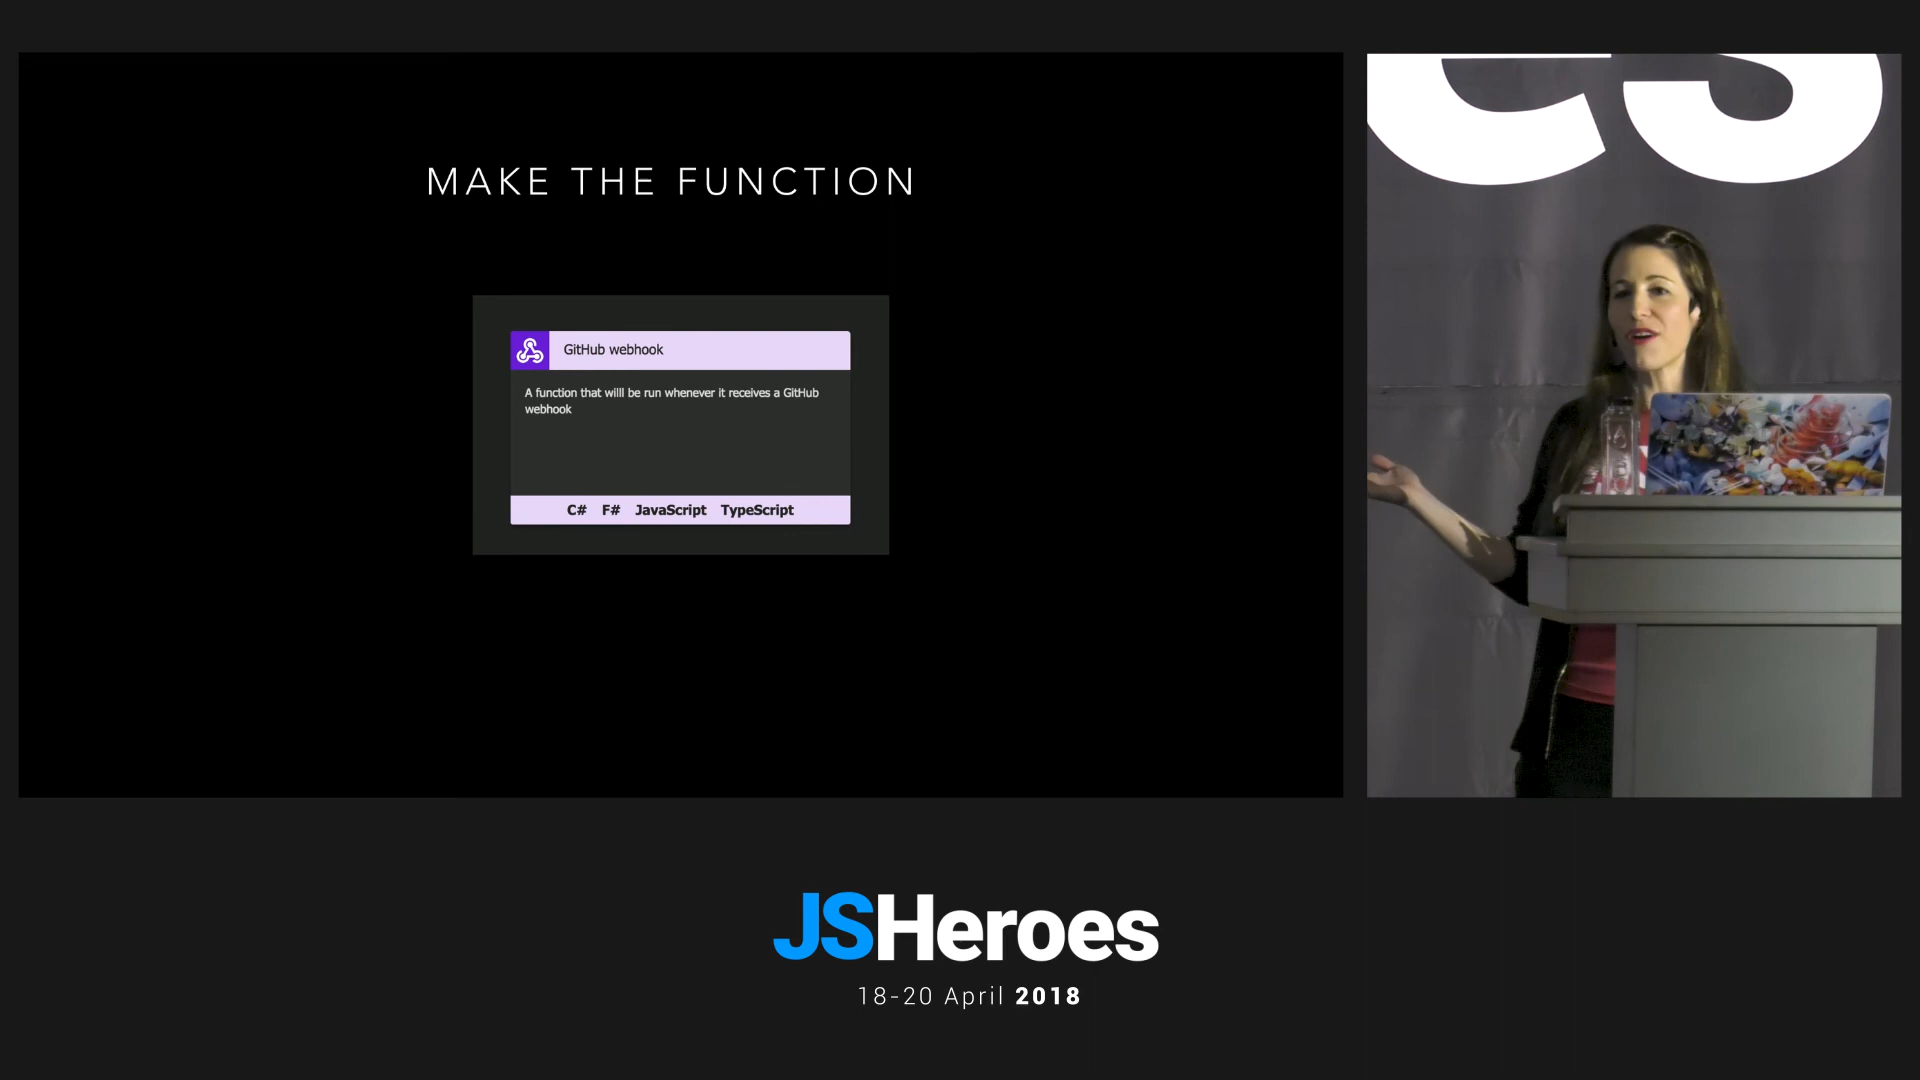 MAKE THE FUNCTION
GitHub webhook
A function that willl be run whenever it receives a GitHub
webhook
C# F# JavaScript TypeScript
es
JSHeroes
18-20 April 2018